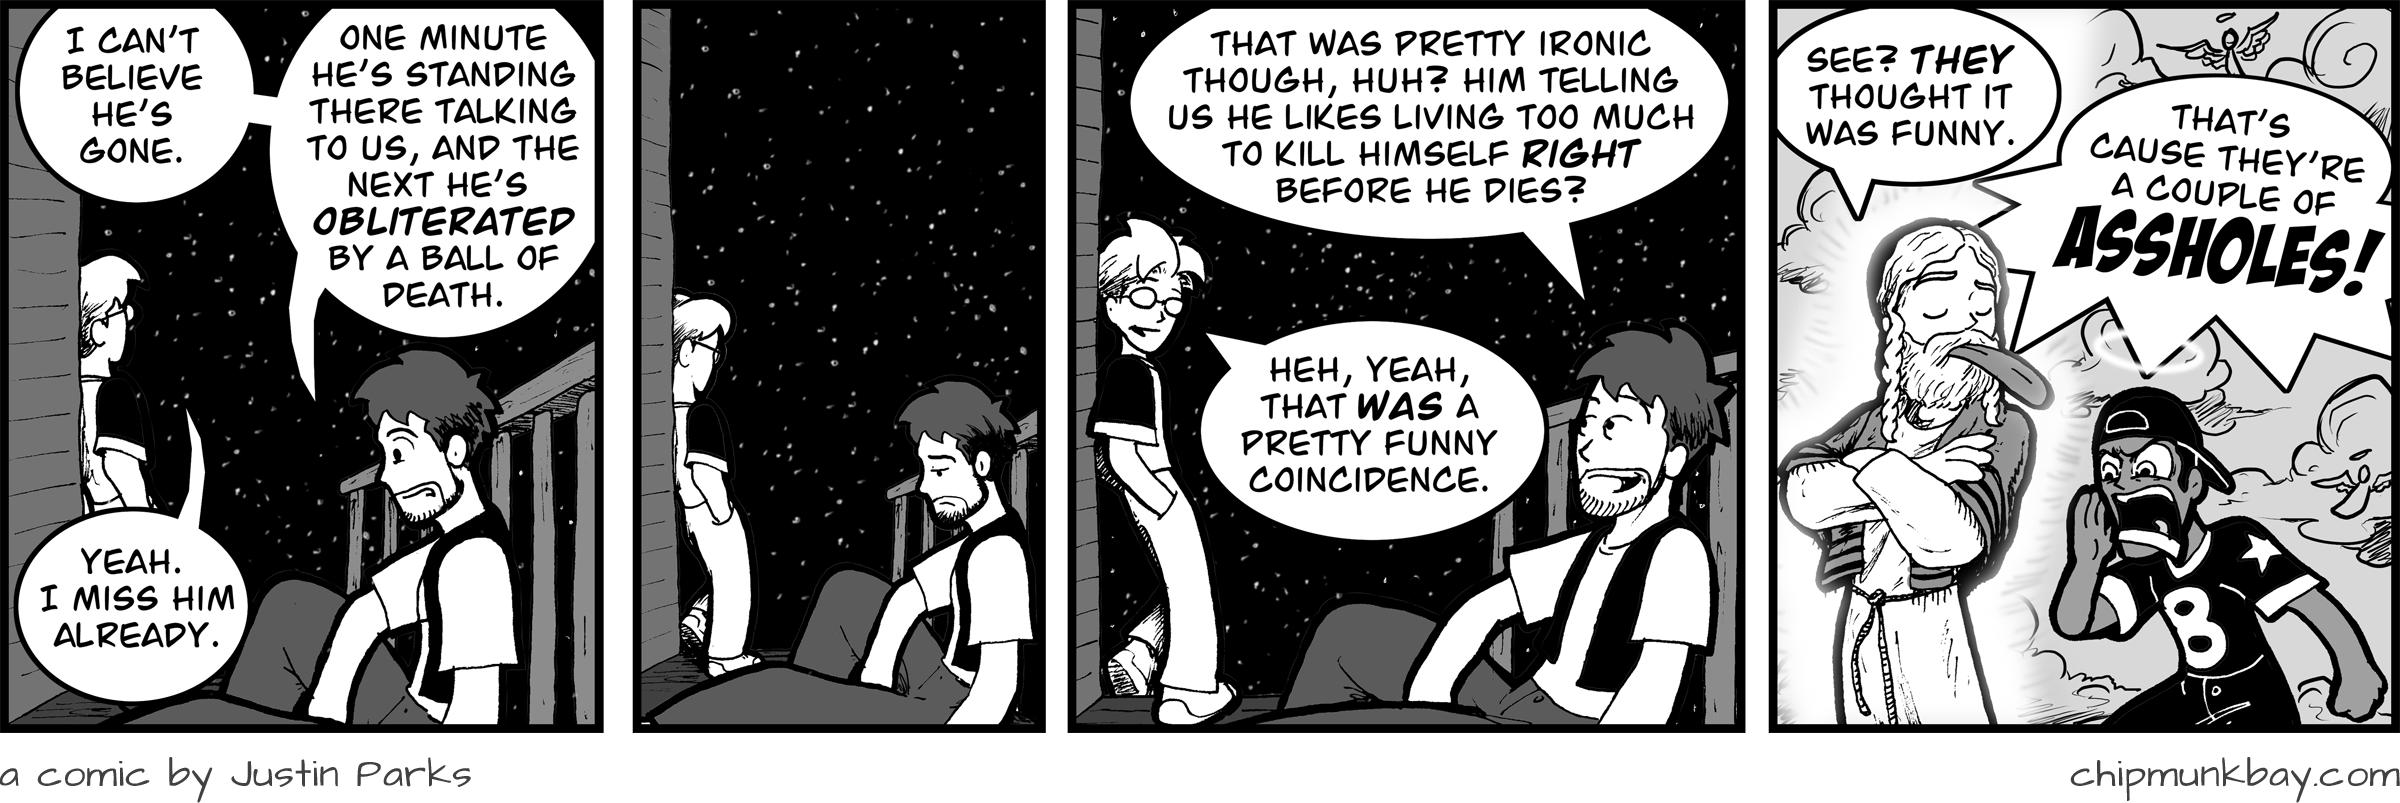 I CAN'T
BELIEVE
HE'S
GONE.
ONE MINUTE
HE'S STANDING
THERE TALKING
TO US, AND THE
NEXT HE'S
OBLITERATED
BY A BALL OF
DEATH.
YEAH.
I MISS HIM
ALREADY.
THAT WAS PRETTY IRONIC
THOUGH, HUH? HIM TELLING
US HE LIKES LIVING TOO MUCH
TO KILL HIMSELF RIGHT
BEFORE HE DIES?
HEH, YEAH,
THAT WAS A
PRETTY FUNNY
COINCIDENCE.
SEE? THEY
THOUGHT IT
WAS FUNNY.
THAT'S
CAUSE THEY'RE
A COUPLE OF
ASSHOLES!
8
a comic by Justin Parks
chipmunkbay.com